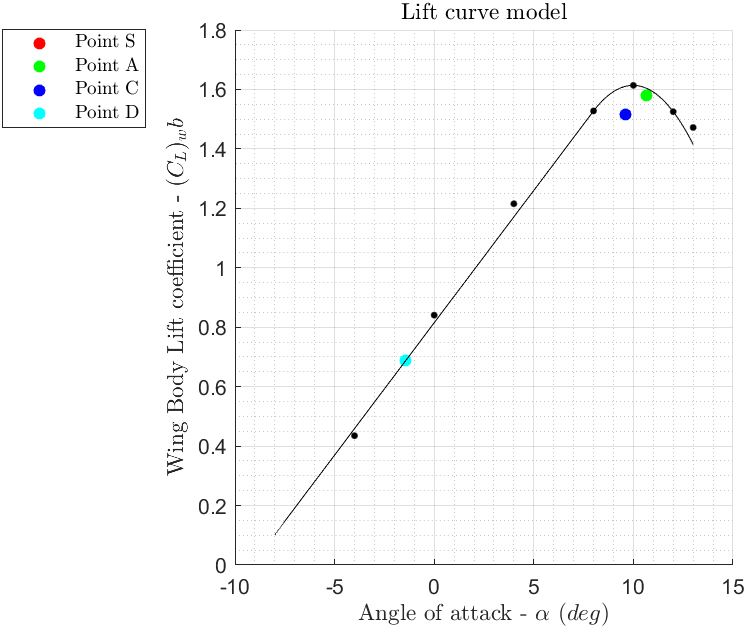 Lift curve model
Point S
Point A
Point C
Point D
Wing Body Lift coefficient - (C_L)_w b
1.8
1.6
1.4
1.2
1
0.8
0.6
0.4
0.2
0
-10 -5 0 5 10 15
Angle of attack - α (deg)